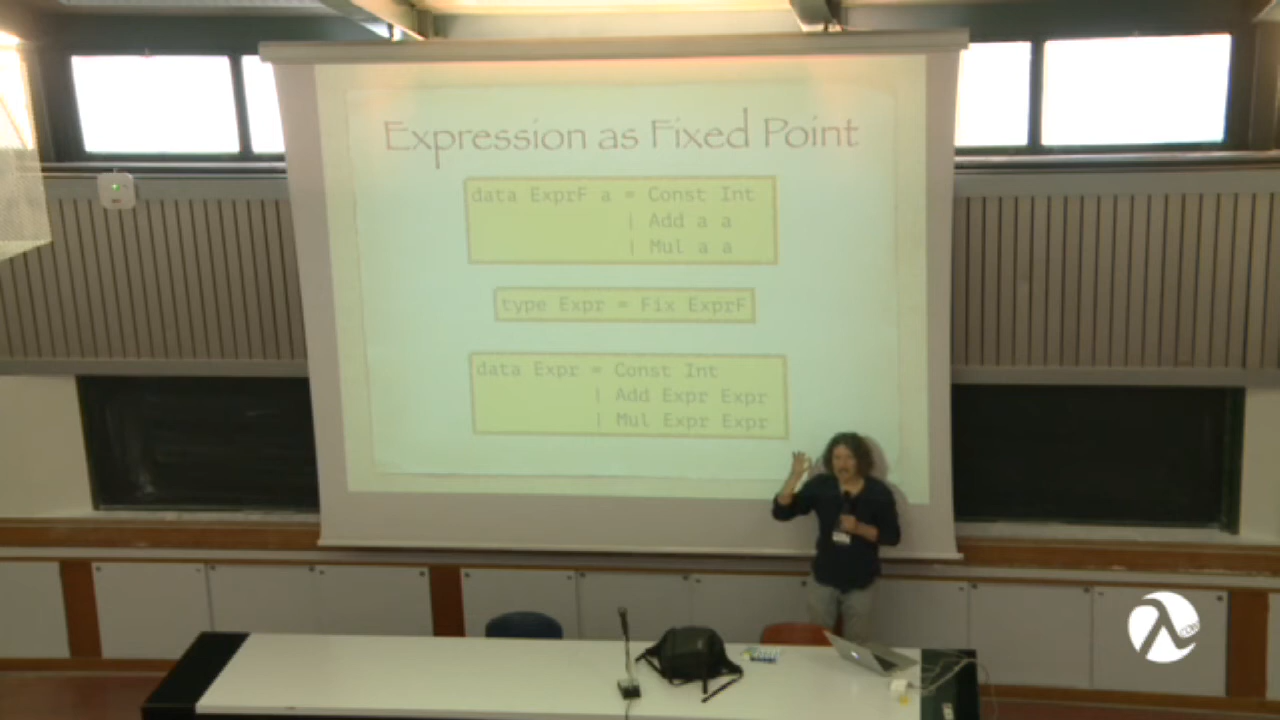 Expression as Fixed Point
data ExprF a = Const Int
| Add a a
| Mul a a
type Expr = Fix ExprF
data Expr = Const Int
| Add Expr Expr
| Mul Expr Expr
λ